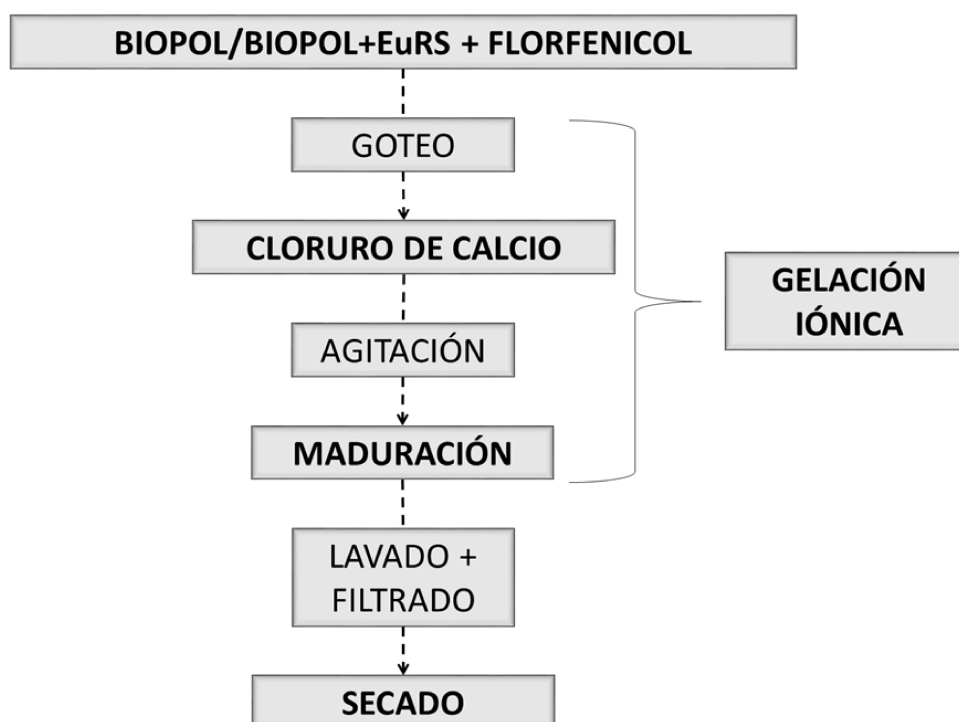 BIOPOL/BIOPOL+EuRS + FLORFENICOL
GOTEO
CLORURO DE CALCIO
AGITACIÓN
MADURACIÓN
GELACIÓN
IÓNICA
LAVADO +
FILTRADO
SECADO